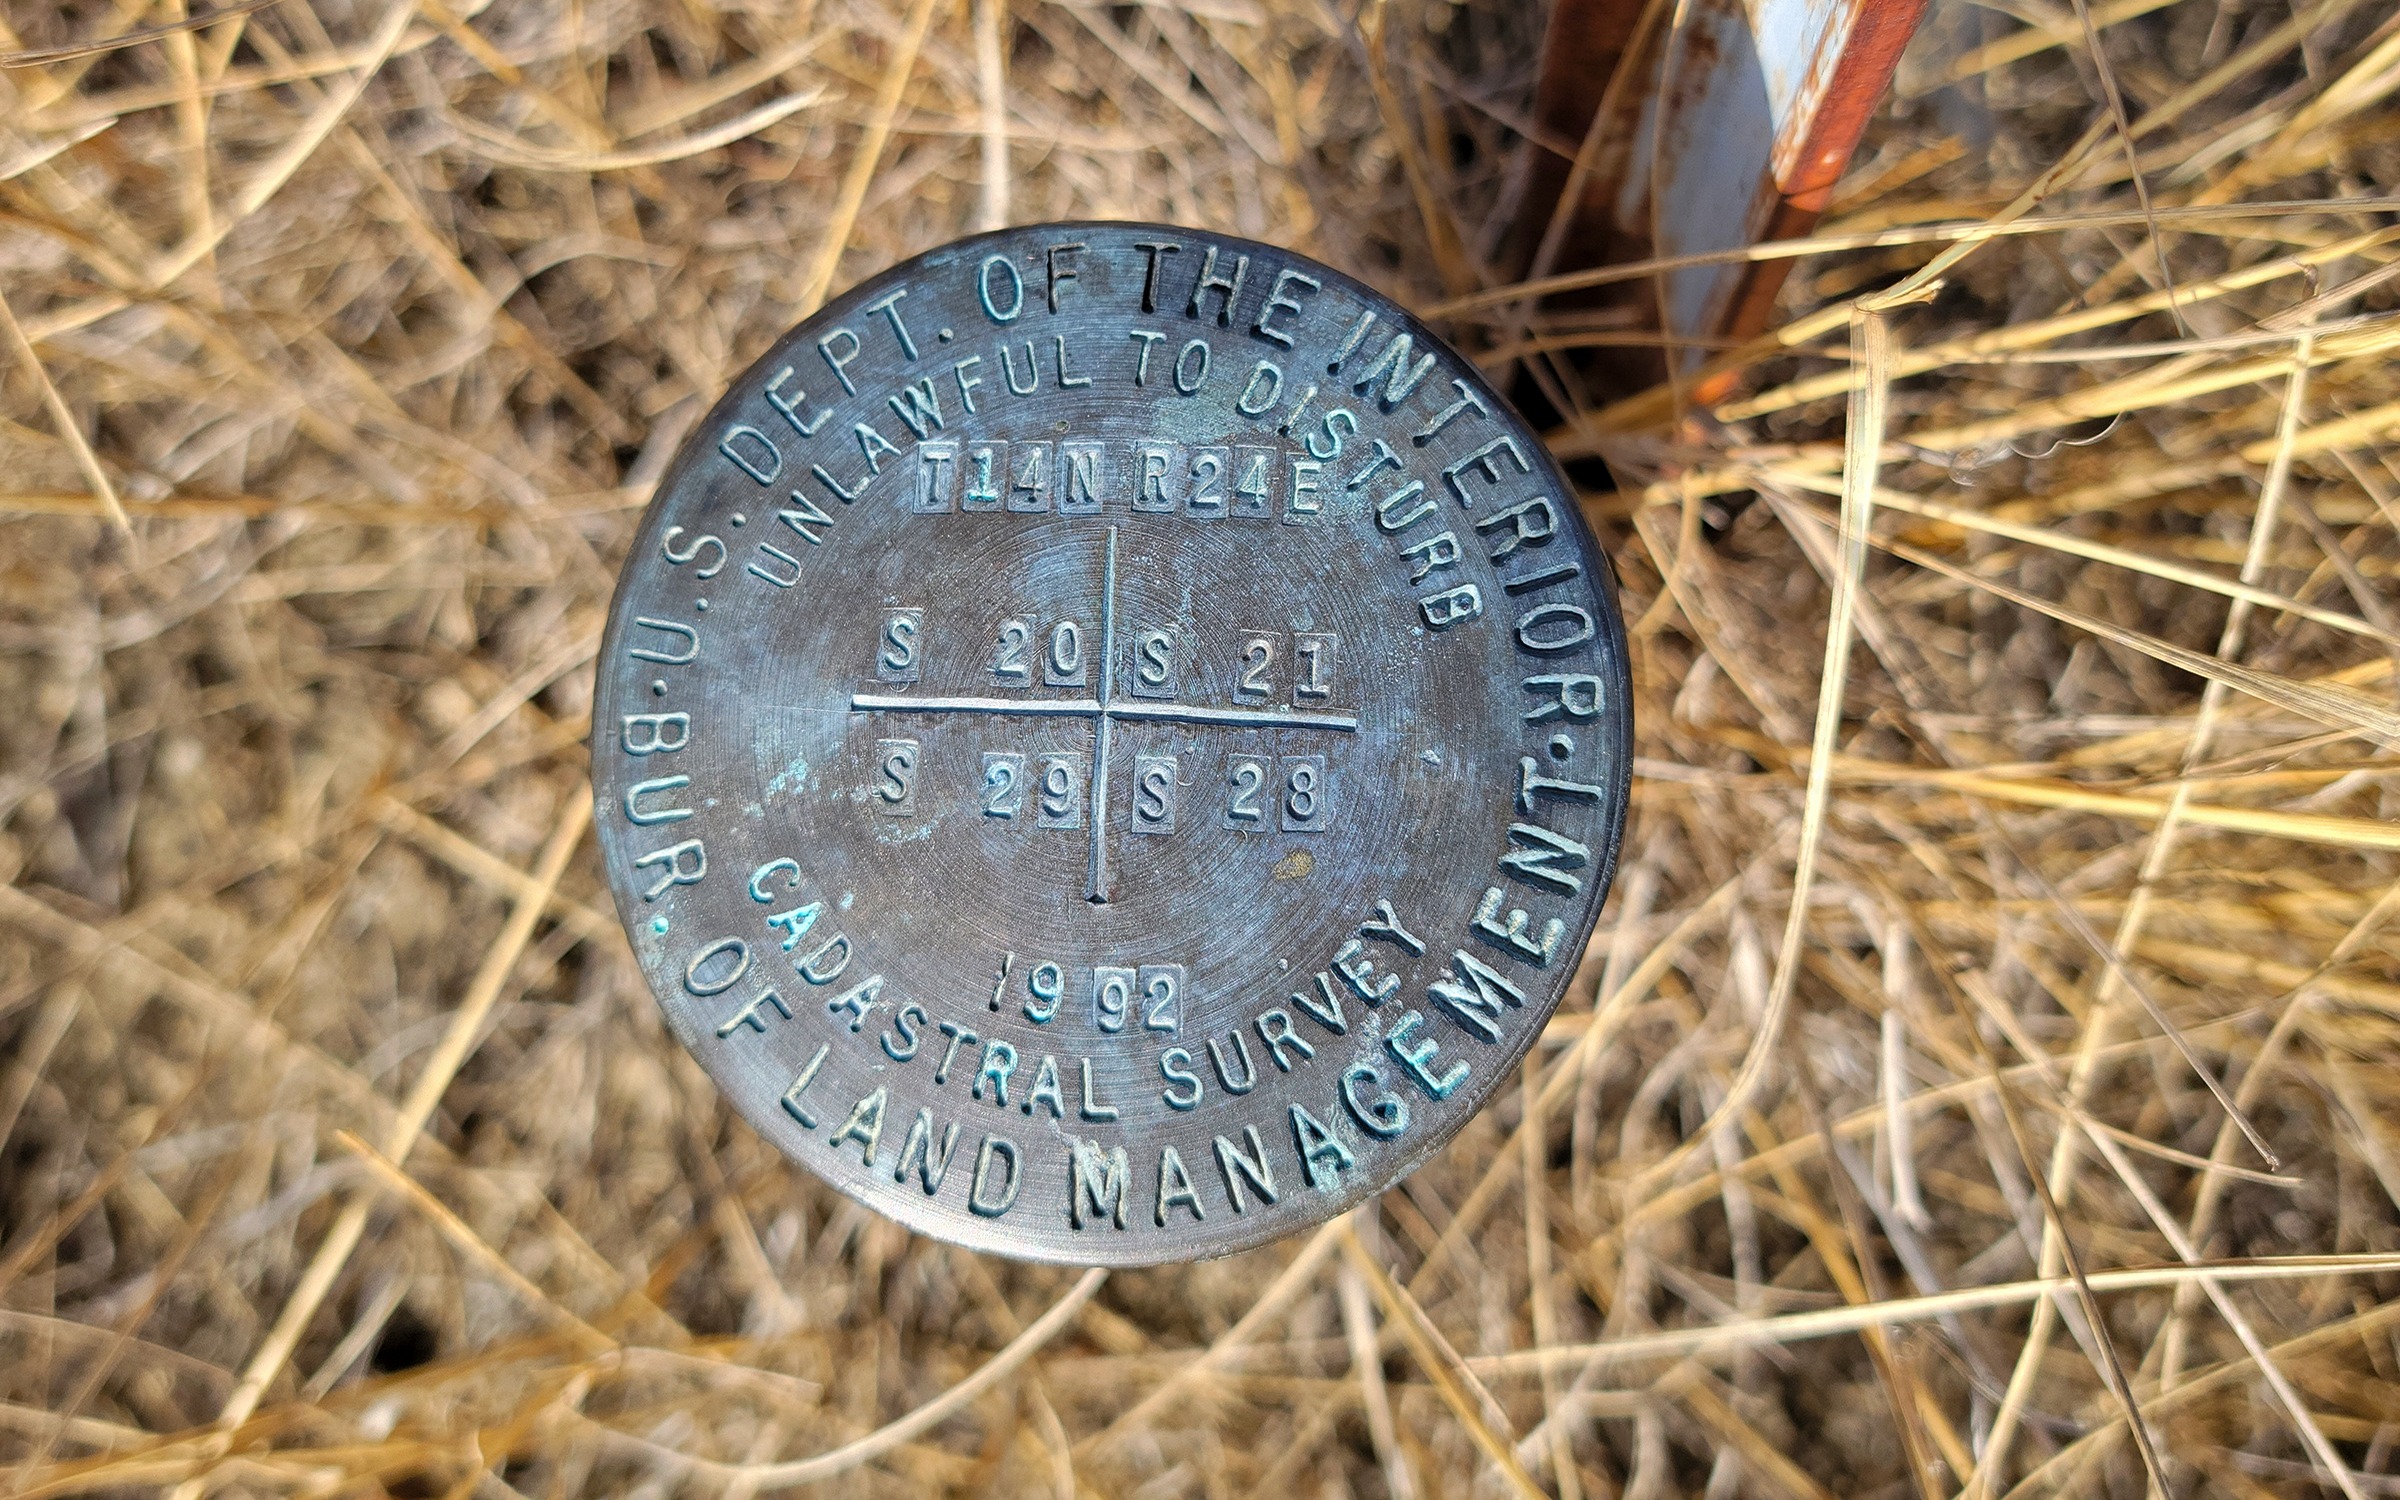 U.S. DEPT. OF THE INTERIOR
UNLAWFUL TO DISTURB
T14N R24E
S 20 S 21
S 29 S 28
1992
CADASTRAL SURVEY
BUR. OF LAND MANAGEMENT